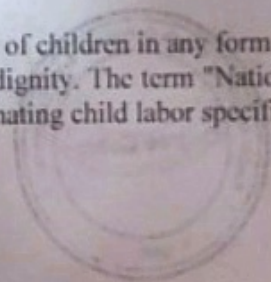 of children in any form
dignity. The term "Natio
nating child labor specif